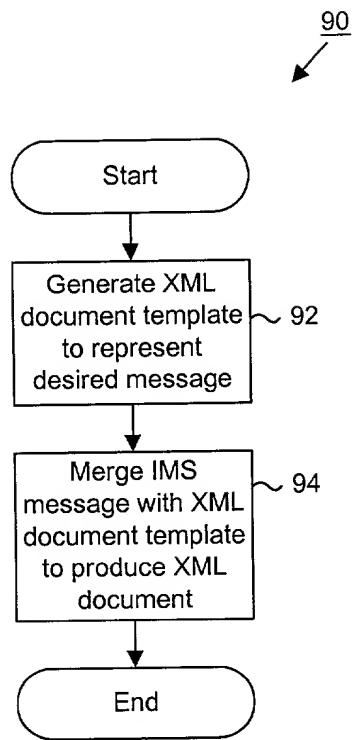 90
Start
Generate XML
document template
to represent
desired message
92
Merge IMS
message with XML
document template
to produce XML
document
94
End